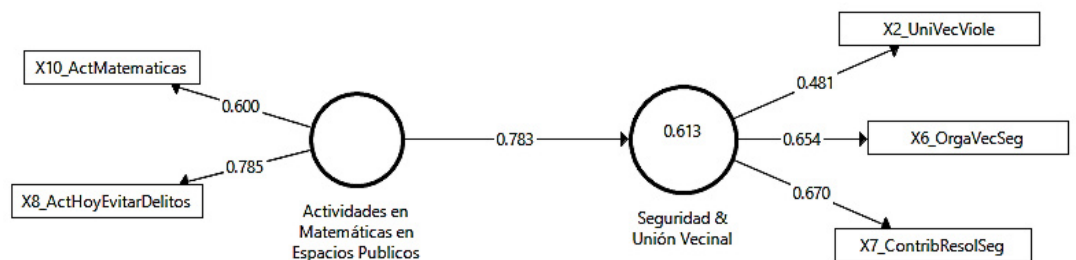 X2_UniVecViole
X10_ActMatematicas
0.481
0.600
0.613
0.783
0.654
X6_OrgaVecSeg
0.785
0.670
X8_ActHoyEvitarDelitos
Actividades en
Matemáticas en
Espacios Publicos
Seguridad &
Unión Vecinal
X7_ContribResolSeg